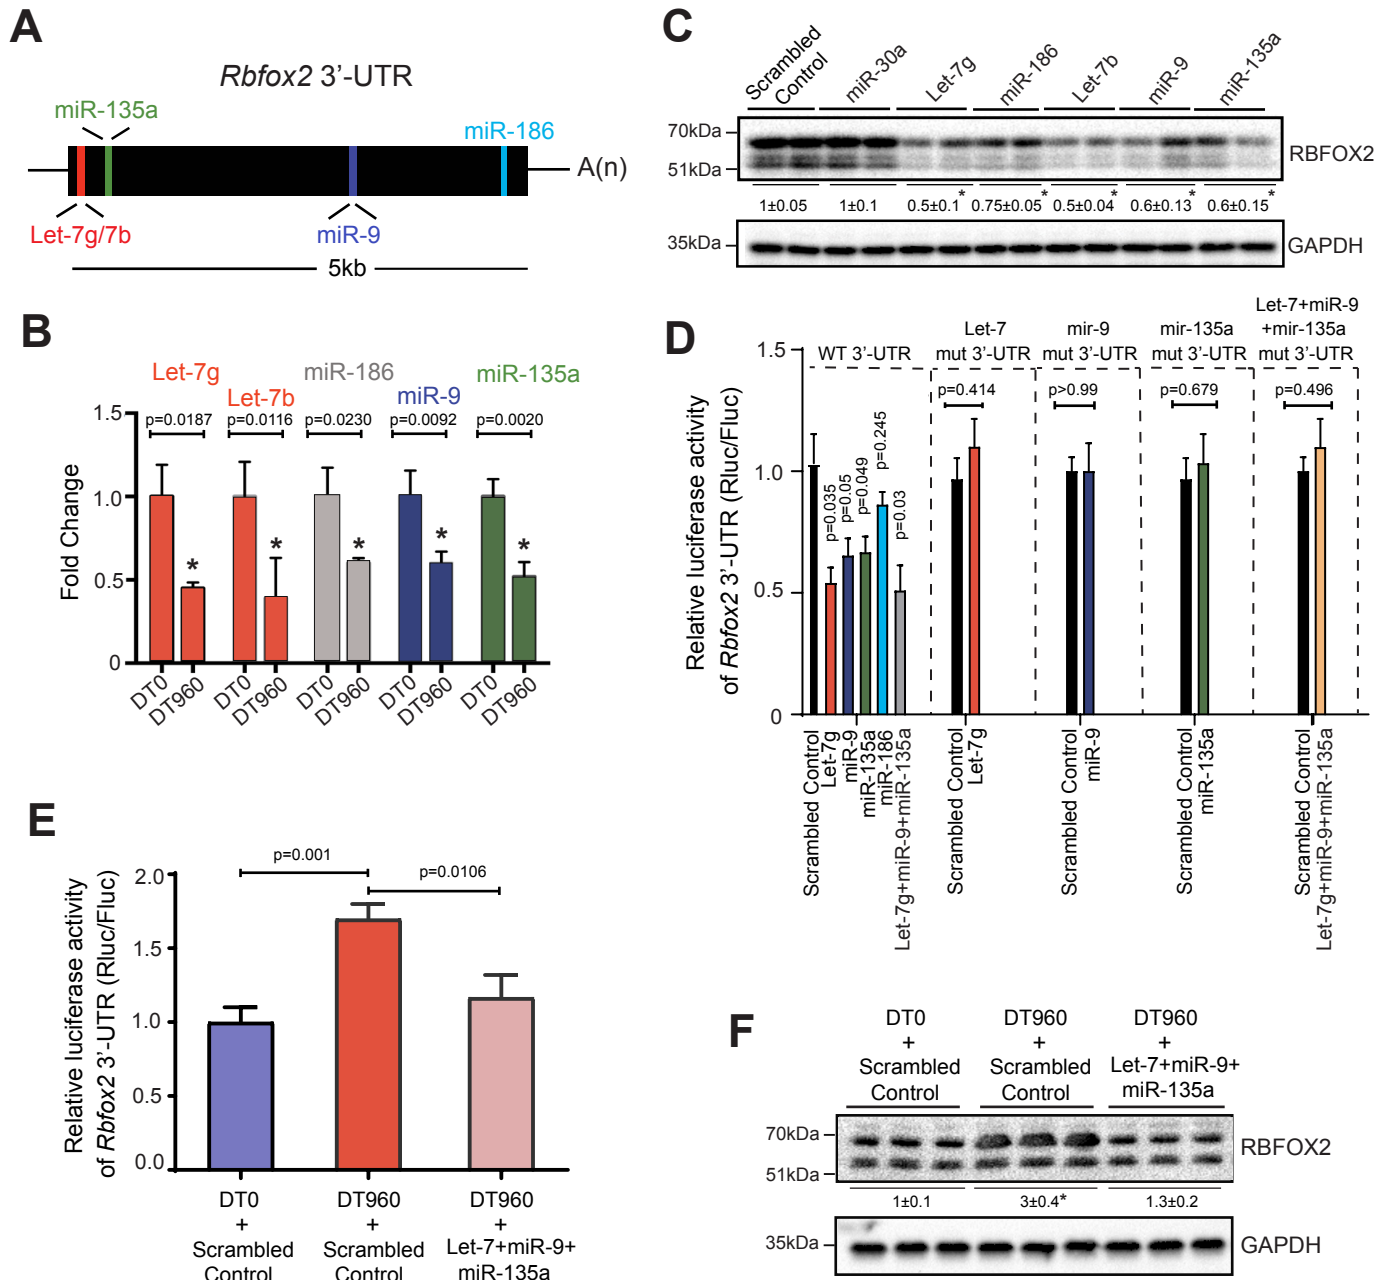 A
Rbfox2 3'-UTR
miR-135a
miR-186
A(n)
Let-7g/7b
miR-9
5kb
B
Let-7g
Let-7b
miR-186
miR-9
miR-135a
p=0.0187
p=0.0116
p=0.0230
p=0.0092
p=0.0020
Fold Change
1.5
1.0
0.5
0
* * * * *
DT0
DT960
DT0
DT960
DT0
DT960
DT0
DT960
DT0
DT960
C
Scrambled
Control
miR-30a
Let-7g
miR-186
Let-7b
miR-9
miR-135a
70kDa
51kDa
RBFOX2
1±0.05
1±0.1
0.5±0.1*
0.75±0.05*
0.5±0.04*
0.6±0.13*
0.6±0.15*
35kDa
GAPDH
D
Relative luciferase activity
of Rbfox2 3'-UTR (Rluc/Fluc)
1.5
1.0
0.5
0
WT 3'-UTR
Let-7
mut 3'-UTR
mir-9
mut 3'-UTR
mir-135a
mut 3'-UTR
Let-7+miR-9
+mir-135a
mut 3'-UTR
p=0.035
p=0.05
p=0.049
p=0.245
p=0.03
p=0.414
p>0.99
p=0.679
p=0.496
Scrambled Control
Let-7g
miR-9
miR-135a
miR-186
Let-7g+miR-9+miR-135a
Scrambled Control
Let-7g
Scrambled Control
miR-9
Scrambled Control
miR-135a
Scrambled Control
Let-7g+miR-9+miR-135a
E
Relative luciferase activity
of Rbfox2 3'-UTR (Rluc/Fluc)
2.0
1.5
1.0
0.5
0.0
p=0.001
p=0.0106
DT0
+
Scrambled
Control
DT960
+
Scrambled
Control
DT960
+
Let-7+miR-9+
miR-135a
F
DT0
+
Scrambled
Control
DT960
+
Scrambled
Control
DT960
+
Let-7+miR-9+
miR-135a
70kDa
51kDa
RBFOX2
1±0.1
3±0.4*
1.3±0.2
35kDa
GAPDH